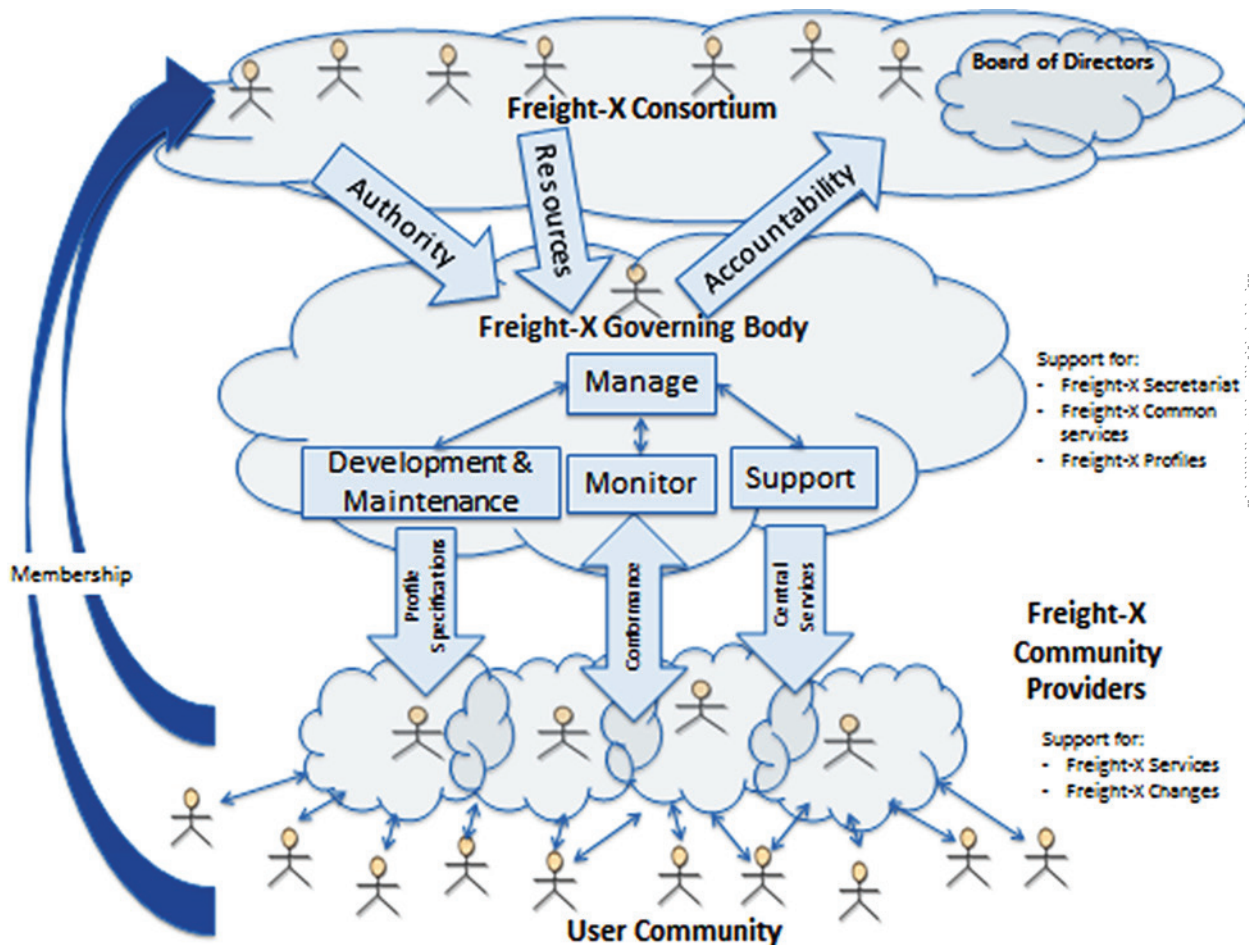 Board of Directors
Freight-X Consortium
Authority
Resources
Accountability
Freight-X Governing Body
Manage
Development &
Maintenance
Monitor
Support
Support for:
- Freight-X Secretariat
- Freight-X Common
services
- Freight-X Profiles
Membership
Profile
Specifications
Conformance
Central
Services
Freight-X
Community
Providers
Support for:
- Freight-X Services
- Freight-X Changes
User Community